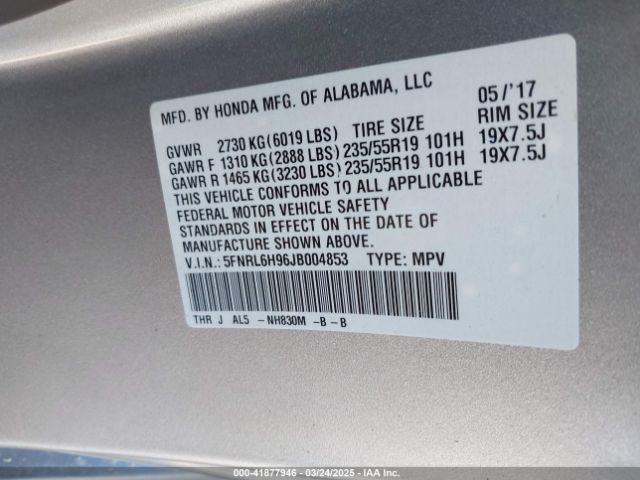 MFD. BY HONDA MFG. OF ALABAMA, LLC 05/'17
GVWR 2730 KG(6019 LBS) TIRE SIZE RIM SIZE
GAWR F 1310 KG(2888 LBS) 235/55R19 101H 19X7.5J
GAWR R 1465 KG(3230 LBS) 235/55R19 101H 19X7.5J
THIS VEHICLE CONFORMS TO ALL APPLICABLE
FEDERAL MOTOR VEHICLE SAFETY
STANDARDS IN EFFECT ON THE DATE OF
MANUFACTURE SHOWN ABOVE.
V.I.N.: 5FNRL6H96JB004853 TYPE: MPV
THR J AL5 -NH830M -B-B
000-41877946 - 03/24/2025 - IAA Inc.